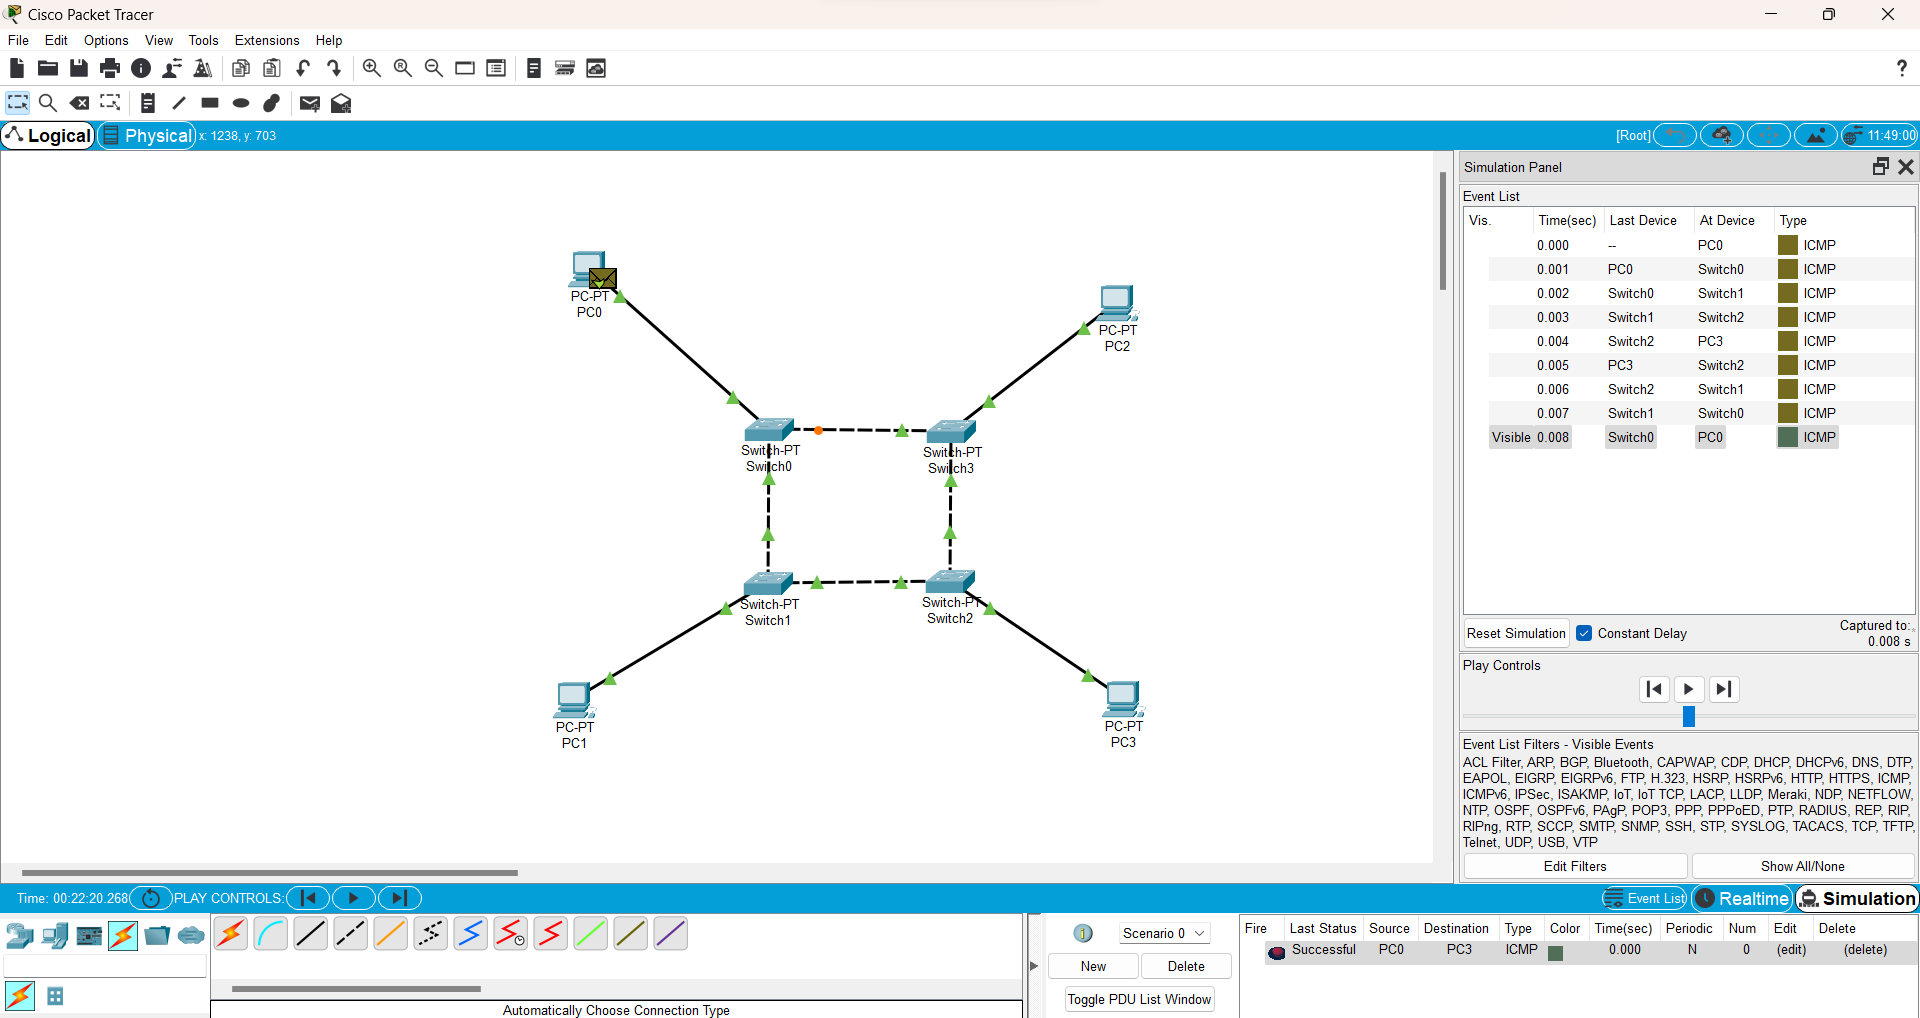 Cisco Packet Tracer
File Edit Options View Tools Extensions Help
?
Logical Physical x: 1238, y: 703 [Root] 11:49:00
Simulation Panel
Event List
Vis. Time(sec) Last Device At Device Type
0.000 -- PC0 ICMP
0.001 PC0 Switch0 ICMP
0.002 Switch0 Switch1 ICMP
0.003 Switch1 Switch2 ICMP
0.004 Switch2 PC3 ICMP
0.005 PC3 Switch2 ICMP
0.006 Switch2 Switch1 ICMP
0.007 Switch1 Switch0 ICMP
Visible 0.008 Switch0 PC0 ICMP
PC-PT
PC0
PC-PT
PC2
Switch-PT
Switch0
Switch-PT
Switch3
Switch-PT
Switch1
Switch-PT
Switch2
PC-PT
PC1
PC-PT
PC3
Reset Simulation Constant Delay Captured to:
0.008 s
Play Controls
Event List Filters - Visible Events
ACL Filter, ARP, BGP, Bluetooth, CAPWAP, CDP, DHCP, DHCPv6, DNS, DTP,
EAPOL, EIGRP, EIGRPv6, FTP, H.323, HSRP, HSRPv6, HTTP, HTTPS, ICMP,
ICMPv6, IPSec, ISAKMP, IoT, IoT TCP, LACP, LLDP, Meraki, NDP, NETFLOW,
NTP, OSPF, OSPFv6, PAgP, POP3, PPP, PPPoED, PTP, RADIUS, REP, RIP,
RIPng, RTP, SCCP, SMTP, SNMP, SSH, STP, SYSLOG, TACACS, TCP, TFTP,
Telnet, UDP, USB, VTP
Edit Filters Show All/None
Time: 00:22:20.268 PLAY CONTROLS: Event List Realtime Simulation
Scenario 0
New Delete
Toggle PDU List Window
Fire Last Status Source Destination Type Color Time(sec) Periodic Num Edit Delete
Successful PC0 PC3 ICMP 0.000 N 0 (edit) (delete)
Automatically Choose Connection Type